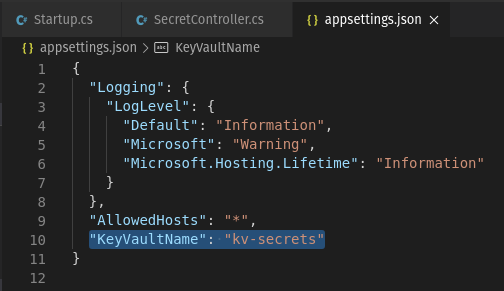 Startup.cs SecretController.cs appsettings.json
appsettings.json > KeyVaultName
1 {
2 "Logging": {
3 "LogLevel": {
4 "Default": "Information",
5 "Microsoft": "Warning",
6 "Microsoft.Hosting.Lifetime": "Information"
7 }
8 },
9 "AllowedHosts": "*",
10 "KeyVaultName": "kv-secrets"
11 }
12